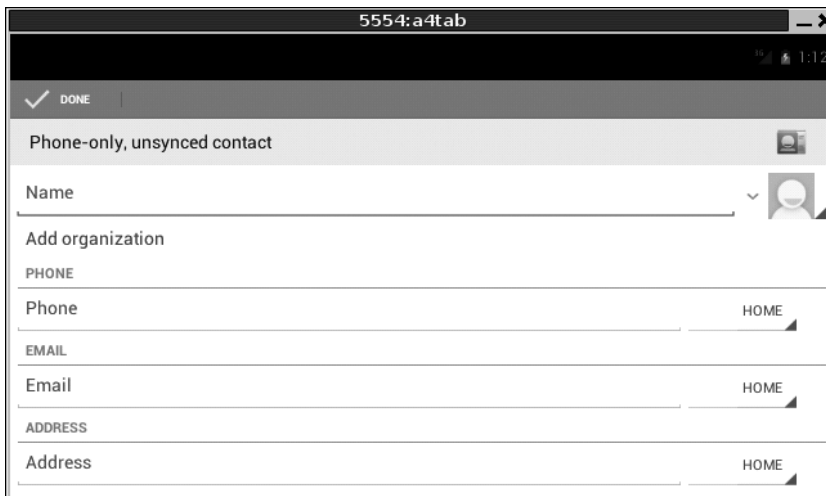 5554:a4tab
3G 1:12
DONE
Phone-only, unsynced contact
Name
Add organization
PHONE
Phone HOME
EMAIL
Email HOME
ADDRESS
Address HOME